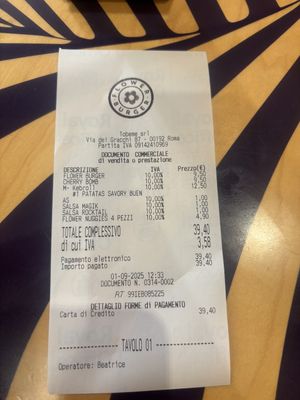 FLOWER
BURGER
Tobeme srl
Via dei Gracchi 87 - 00192 Roma
Partita IVA 09142410969
DOCUMENTO COMMERCIALE
di vendita o prestazione
DESCRIZIONE IVA Prezzo(€)
FLOWER BURGER 10,00%
CHERRY BOMB 10,00%
M- Kebroll 10,00% 12,50
#1 PATATAS SAVORY BUEN
AS 10,00% 1,00
SALSA MAGIK 10,00% 1,00
SALSA ROCKTAIL 10,00% 1,00
FLOWER NUGGIES 4 PEZZI 10,00% 4,90
TOTALE COMPLESSIVO 39,40
di cui IVA 3,58
Pagamento elettronico 39,40
Importo pagato 39,40
01-09-2025 12:33
DOCUMENTO N. 0314-0002
RT 99IEB085225
DETTAGLIO FORME di PAGAMENTO
Carta di Credito 39,40
TAVOLO 01
Operatore: Beatrice